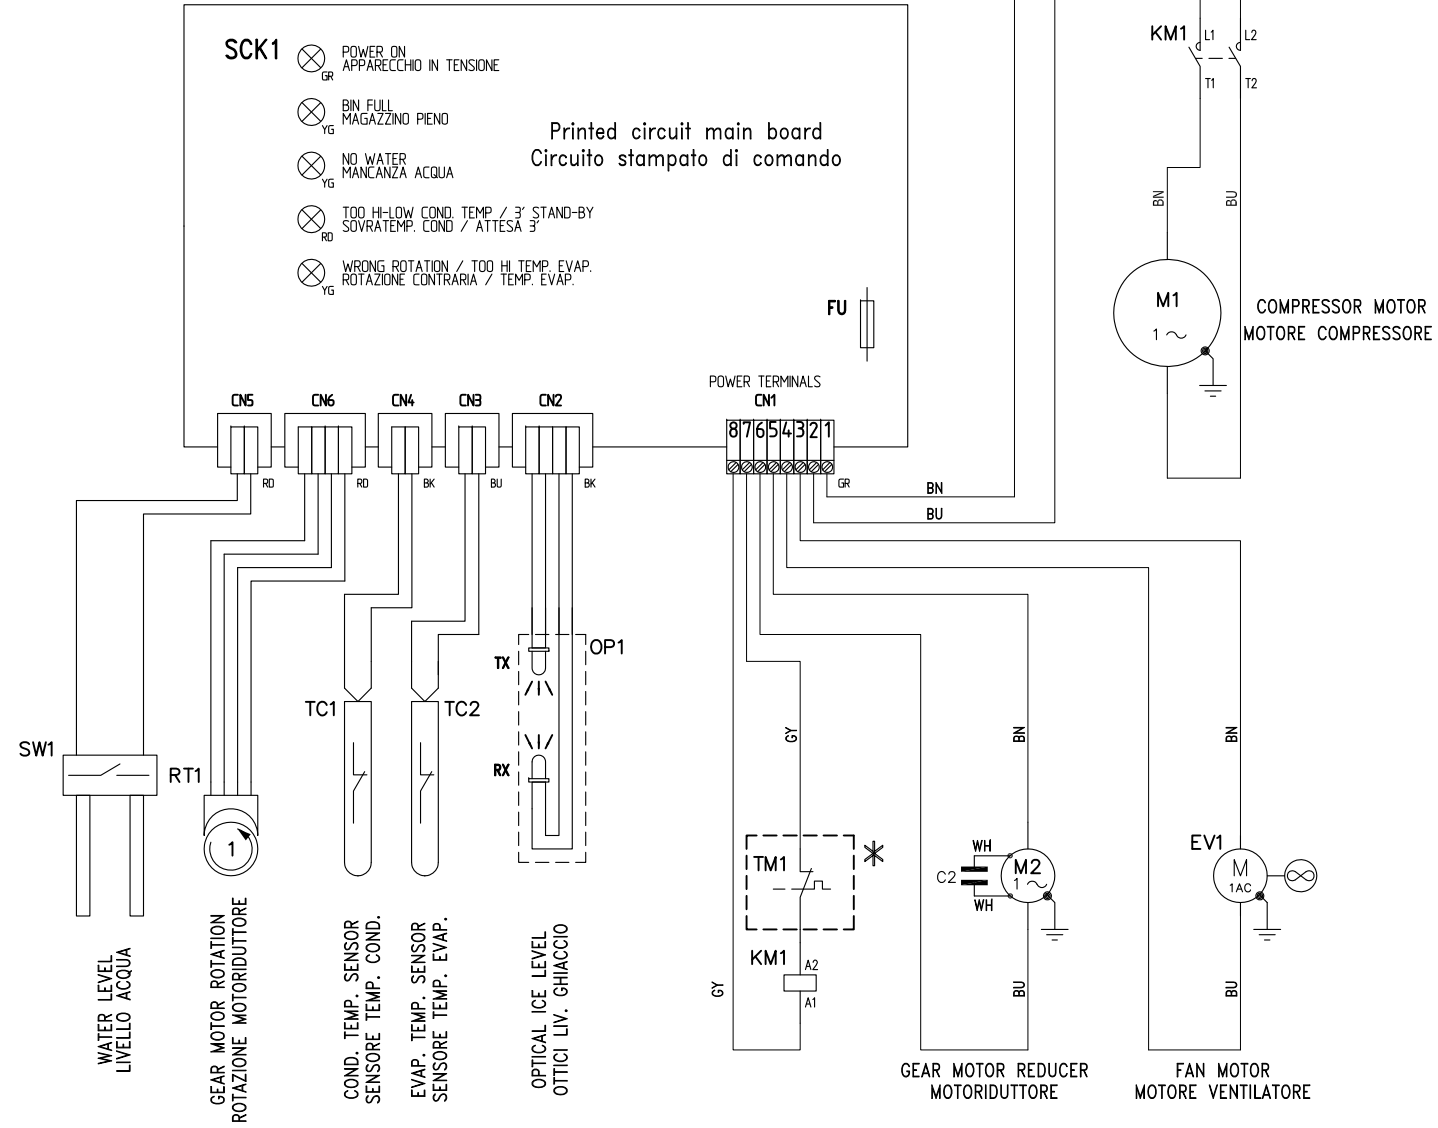 SCK1
GR
POWER ON
APPARECCHIO IN TENSIONE
YG
BIN FULL
MAGAZZINO PIENO
YG
NO WATER
MANCANZA ACQUA
RD
TOO HI-LOW COND. TEMP / 3' STAND-BY
SOVRATEMP. COND / ATTESA 3'
YG
WRONG ROTATION / TOO HI TEMP. EVAP.
ROTAZIONE CONTRARIA / TEMP. EVAP.
Printed circuit main board
Circuito stampato di comando
FU
POWER TERMINALS
CN5
CN6
CN4
CN3
CN2
CN1
8 7 6 5 4 3 2 1
RD
RD
BK
BU
BK
GR
BN
BU
KM1
L1
L2
T1
T2
BN
BU
M1
1
COMPRESSOR MOTOR
MOTORE COMPRESSORE
SW1
RT1
1
TC1
TC2
TX
RX
OP1
GY
GY
TM1
KM1
A2
A1
BN
WH
C2
WH
M2
1
BU
BN
EV1
M
1AC
BU
WATER LEVEL
LIVELLO ACQUA
GEAR MOTOR ROTATION
ROTAZIONE MOTORIDUTTORE
COND. TEMP. SENSOR
SENSORE TEMP. COND.
EVAP. TEMP. SENSOR
SENSORE TEMP. EVAP.
OPTICAL ICE LEVEL
OTTICI LIV. GHIACCIO
GEAR MOTOR REDUCER
MOTORIDUTTORE
FAN MOTOR
MOTORE VENTILATORE